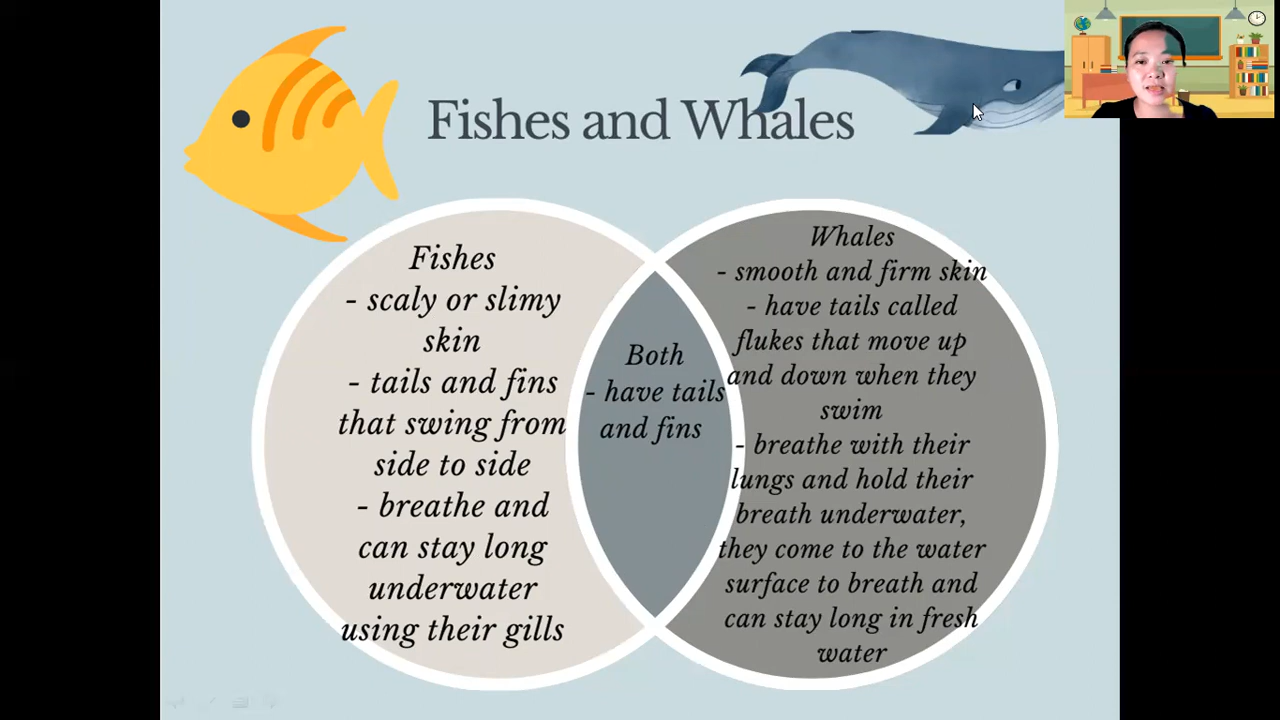 Fishes and Whales
Fishes
- scaly or slimy
skin
- tails and fins
that swing from
side to side
- breathe and
can stay long
underwater
using their gills
Both
- have tails
and fins
Whales
- smooth and firm skin
- have tails called
flukes that move up
and down when they
swim
- breathe with their
lungs and hold their
breath underwater,
they come to the water
surface to breath and
can stay long in fresh
water